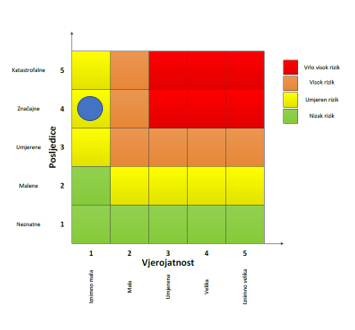 Katastrofalne 5
Značajne 4
Umjerene 3
Malene 2
Neznatne 1
Posljedice
1 2 3 4 5
Vjerojatnost
Iznimno mala
Mala
Umjerena
Velika
Iznimno velika
Vrlo visok rizik
Visok rizik
Umjeren rizik
Nizak rizik